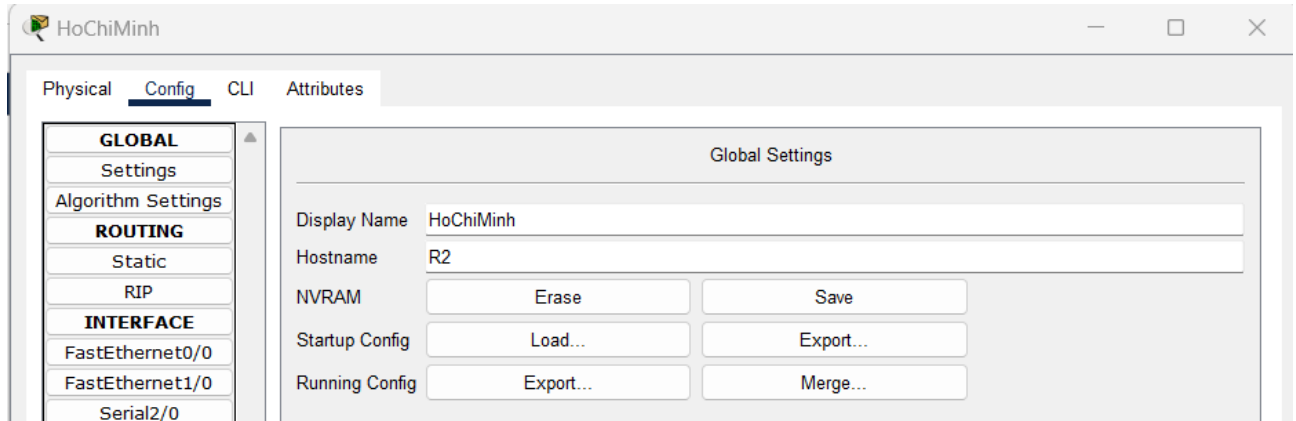 HoChiMinh
Physical Config CLI Attributes
GLOBAL
Settings
Algorithm Settings
ROUTING
Static
RIP
INTERFACE
FastEthernet0/0
FastEthernet1/0
Serial2/0
Global Settings
Display Name HoChiMinh
Hostname R2
NVRAM Erase Save
Startup Config Load... Export...
Running Config Export... Merge...